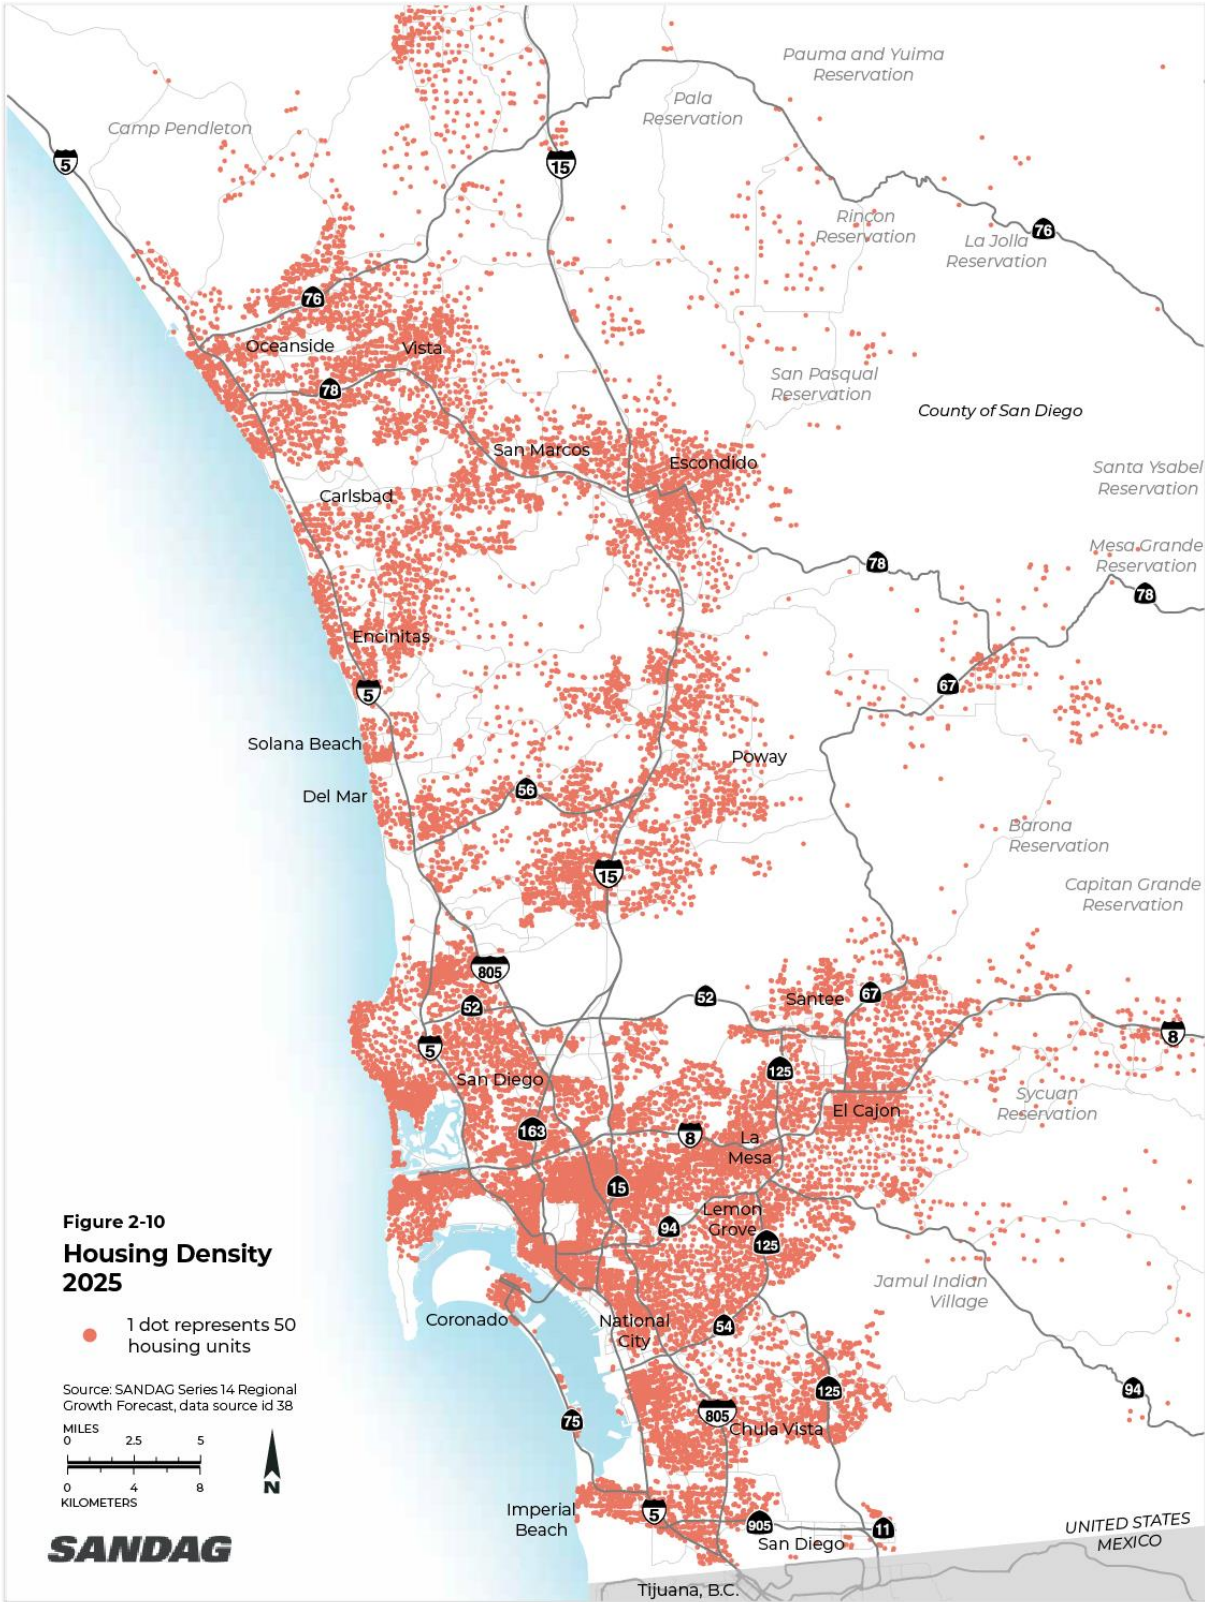 Pauma and Yuima
Reservation
Pala
Reservation
Camp Pendleton
5
15
Rincon
Reservation
La Jolla
Reservation
76
76
Oceanside
Vista
78
San Pasqual
Reservation
County of San Diego
San Marcos
Escondido
Santa Ysabel
Reservation
Carlsbad
Mesa Grande
Reservation
78
78
Encinitas
67
5
Solana Beach
Poway
Del Mar
56
Barona
Reservation
15
Capitan Grande
Reservation
805
52
52
Santee
67
8
5
San Diego
125
El Cajon
Sycuan
Reservation
163
8
La
Mesa
15
Lemon
Grove
94
125
Figure 2-10
Housing Density
2025
1 dot represents 50
housing units
Jamul Indian
Village
Coronado
National
City
54
Source: SANDAG Series 14 Regional
Growth Forecast, data source id 38
MILES
0 2.5 5
0 4 8
KILOMETERS
N
75
805
125
Chula Vista
94
Imperial
Beach
5
905
San Diego
11
SANDAG
UNITED STATES
MEXICO
Tijuana, B.C.